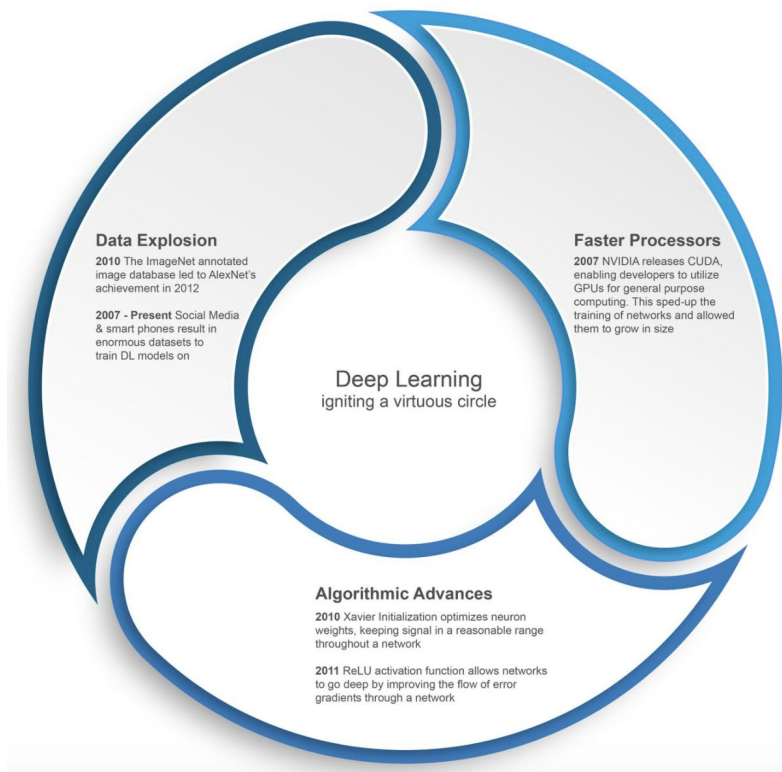 Data Explosion
2010 The ImageNet annotated
image database led to AlexNet's
achievement in 2012
2007 - Present Social Media
& smart phones result in
enormous datasets to
train DL models on
Faster Processors
2007 NVIDIA releases CUDA,
enabling developers to utilize
GPUs for general purpose
computing. This sped-up the
training of networks and allowed
them to grow in size
Deep Learning
igniting a virtuous circle
Algorithmic Advances
2010 Xavier Initialization optimizes neuron
weights, keeping signal in a reasonable range
throughout a network
2011 ReLU activation function allows networks
to go deep by improving the flow of error
gradients through a network